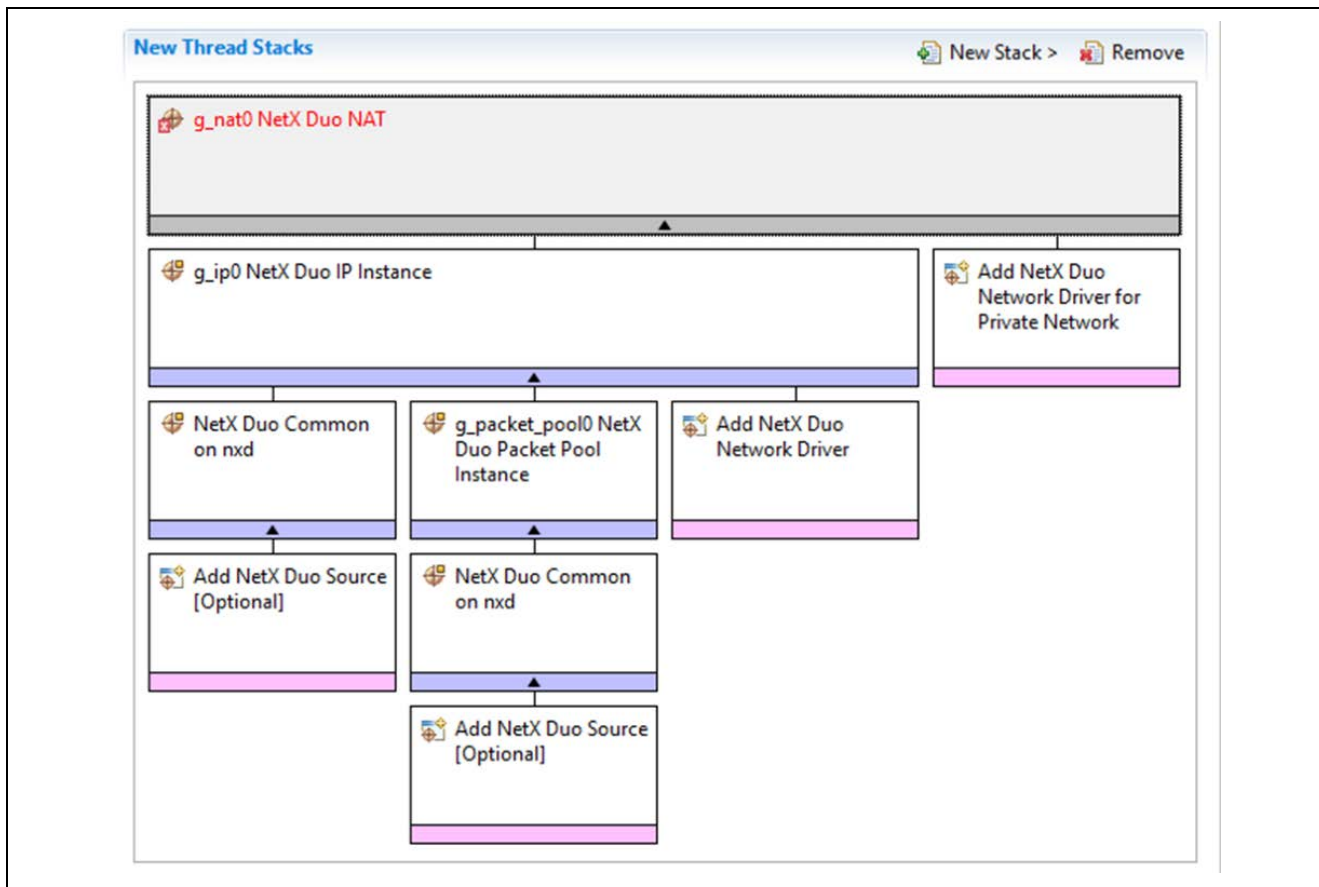 New Thread Stacks
New Stack >
Remove
g_nat0 NetX Duo NAT
g_ip0 NetX Duo IP Instance
Add NetX Duo
Network Driver for
Private Network
NetX Duo Common
on nxd
g_packet_pool0 NetX
Duo Packet Pool
Instance
Add NetX Duo
Network Driver
Add NetX Duo Source
[Optional]
NetX Duo Common
on nxd
Add NetX Duo Source
[Optional]